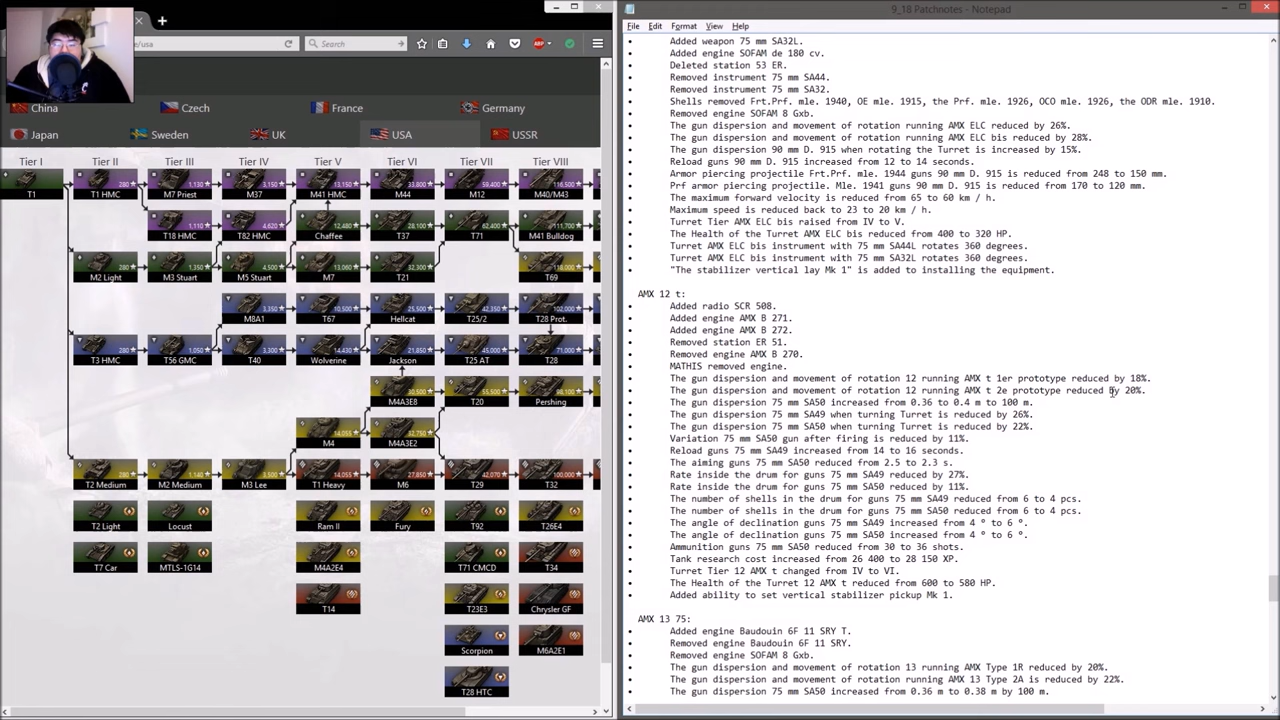 9_18 Patchnotes - Notepad
File Edit Format View Help
e/usa
Search
ABP
China
Czech
France
Germany
Japan
Sweden
UK
USA
USSR
Tier I Tier II Tier III Tier IV Tier V Tier VI Tier VII Tier VIII
T1 T1 HMC M7 Priest M37 M41 HMC M44 M12 M40/M43
T18 HMC T82 HMC Chaffee T37 T71 M41 Bulldog
M2 Light M3 Stuart M5 Stuart M7 T21 T69
M8A1 T67 Hellcat T25/2 T28 Prot.
T3 HMC T56 GMC T40 Wolverine Jackson T25 AT T28
M4A3E8 T20 Pershing
M4 M4A3E2
T2 Medium M2 Medium M3 Lee T1 Heavy M6 T29 T32
T2 Light Locust Ram II Fury T92 T26E4
T7 Car MTLS-1G14 M4A2E4 T71 CMCD T34
T14 T23E3 Chrysler GF
Scorpion M6A2E1
T28 HTC
• Added weapon 75 mm SA32L.
• Added engine SOFAM de 180 cv.
• Deleted station 53 ER.
• Removed instrument 75 mm SA44.
• Removed instrument 75 mm SA32.
• Shells removed Frt.Prf. mle. 1940, OE mle. 1915, the Prf. mle. 1926, OCO mle. 1926, the ODR mle. 1910.
• Removed engine SOFAM 8 Gxb.
• The gun dispersion and movement of rotation running AMX ELC reduced by 26%.
• The gun dispersion and movement of rotation running AMX ELC bis reduced by 28%.
• The gun dispersion 90 mm D. 915 when rotating the Turret is increased by 15%.
• Reload guns 90 mm D. 915 increased from 12 to 14 seconds.
• Armor piercing projectile Frt.Prf. mle. 1944 guns 90 mm D. 915 is reduced from 248 to 150 mm.
• Prf armor piercing projectile. Mle. 1941 guns 90 mm D. 915 is reduced from 170 to 120 mm.
• The maximum forward velocity is reduced from 65 to 60 km / h.
• Maximum speed is reduced back to 23 to 20 km / h.
• Turret Tier AMX ELC bis raised from IV to V.
• The Health of the Turret AMX ELC bis reduced from 400 to 320 HP.
• Turret AMX ELC bis instrument with 75 mm SA44L rotates 360 degrees.
• Turret AMX ELC bis instrument with 75 mm SA32L rotates 360 degrees.
• "The stabilizer vertical lay Mk 1" is added to installing the equipment.
AMX 12 t:
• Added radio SCR 508.
• Added engine AMX B 271.
• Added engine AMX B 272.
• Removed station ER 51.
• Removed engine AMX B 270.
• MATHIS removed engine.
• The gun dispersion and movement of rotation 12 running AMX t 1er prototype reduced by 18%.
• The gun dispersion and movement of rotation 12 running AMX t 2e prototype reduced by 20%.
• The gun dispersion 75 mm SA50 increased from 0.36 to 0.4 m to 100 m.
• The gun dispersion 75 mm SA49 when turning Turret is reduced by 26%.
• The gun dispersion 75 mm SA50 when turning Turret is reduced by 22%.
• Variation 75 mm SA50 gun after firing is reduced by 11%.
• Reload guns 75 mm SA49 increased from 14 to 16 seconds.
• The aiming guns 75 mm SA50 reduced from 2.5 to 2.3 s.
• Rate inside the drum for guns 75 mm SA49 reduced by 27%.
• Rate inside the drum for guns 75 mm SA50 reduced by 11%.
• The number of shells in the drum for guns 75 mm SA49 reduced from 6 to 4 pcs.
• The number of shells in the drum for guns 75 mm SA50 reduced from 6 to 4 pcs.
• The angle of declination guns 75 mm SA49 increased from 4 º to 6 º.
• The angle of declination guns 75 mm SA50 increased from 4 º to 6 º.
• Ammunition guns 75 mm SA50 reduced from 30 to 36 shots.
• Tank research cost increased from 26 400 to 28 150 XP.
• Turret Tier 12 AMX t changed from IV to VI.
• The Health of the Turret 12 AMX t reduced from 600 to 580 HP.
• Added ability to set vertical stabilizer pickup Mk 1.
AMX 13 75:
• Added engine Baudouin 6F 11 SRY T.
• Removed engine Baudouin 6F 11 SRY.
• Removed engine SOFAM 8 Gxb.
• The gun dispersion and movement of rotation 13 running AMX Type 1R reduced by 20%.
• The gun dispersion and movement of rotation running AMX 13 Type 2A is reduced by 22%.
• The gun dispersion 75 mm SA50 increased from 0.36 m to 0.38 m by 100 m.